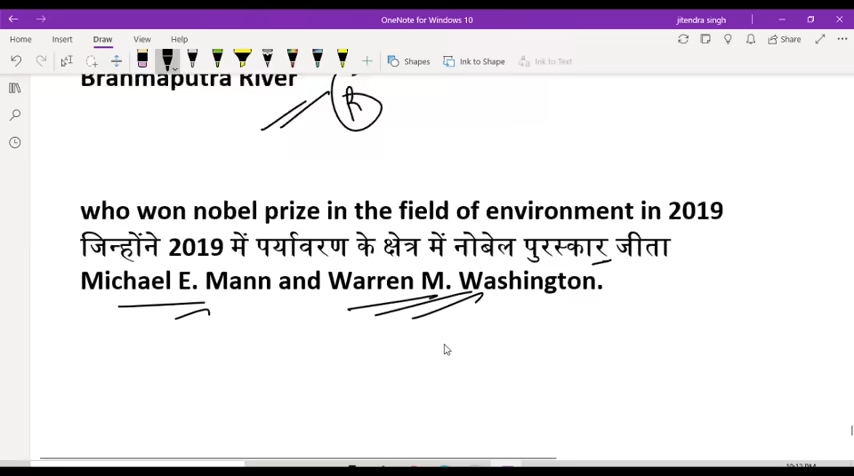 OneNote for Windows 10
jitendra singh
Home Insert Draw View Help
Share
Shapes Ink to Shape Ink to Text
Brahmaputra River
R
who won nobel prize in the field of environment in 2019
जिन्होंने 2019 में पर्यावरण के क्षेत्र में नोबेल पुरस्कार जीता
Michael E. Mann and Warren M. Washington.